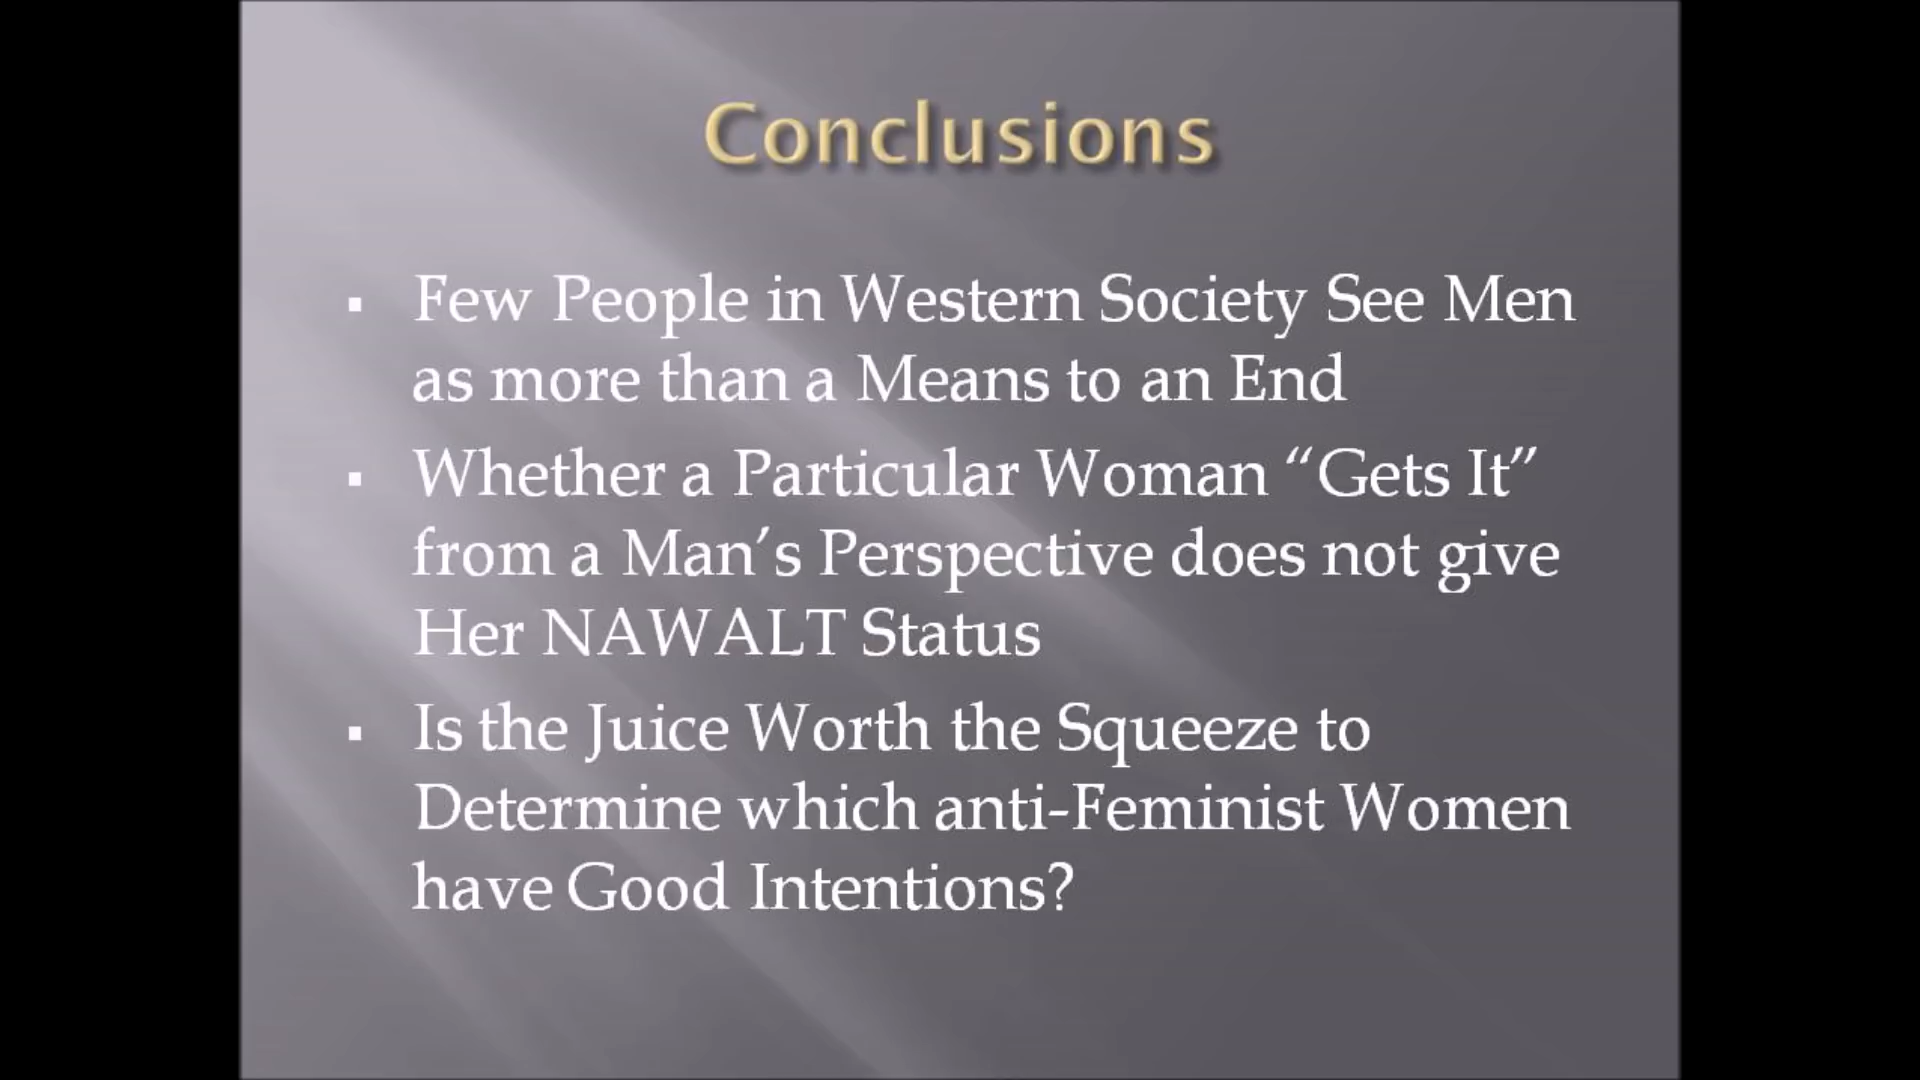 Conclusions
▪ Few People in Western Society See Men
as more than a Means to an End
▪ Whether a Particular Woman “Gets It”
from a Man’s Perspective does not give
Her NAWALT Status
▪ Is the Juice Worth the Squeeze to
Determine which anti-Feminist Women
have Good Intentions?